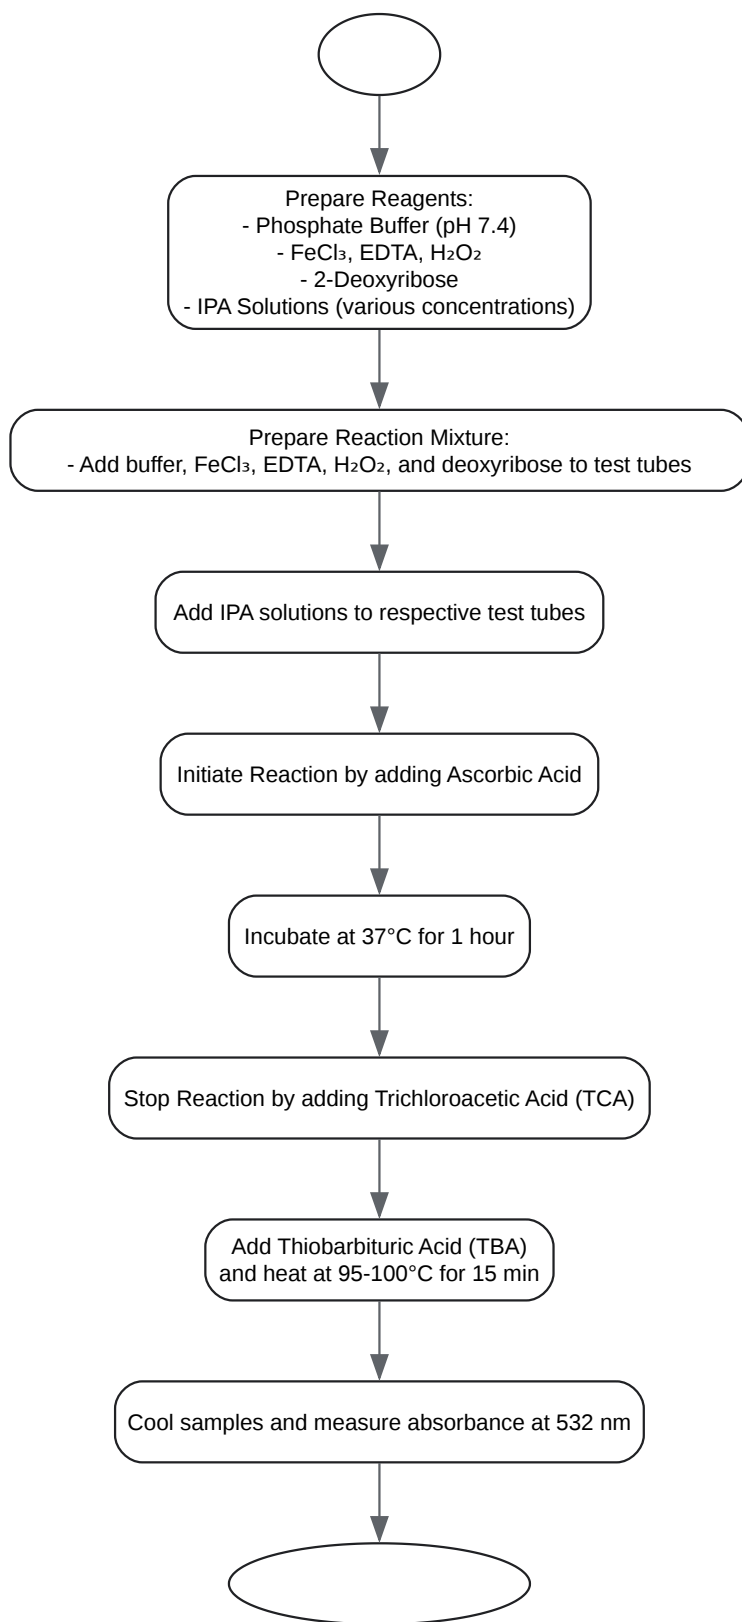 Prepare Reagents:
- Phosphate Buffer (pH 7.4)
- FeCl₃, EDTA, H₂O₂
- 2-Deoxyribose
- IPA Solutions (various concentrations)
Prepare Reaction Mixture:
- Add buffer, FeCl₃, EDTA, H₂O₂, and deoxyribose to test tubes
Add IPA solutions to respective test tubes
Initiate Reaction by adding Ascorbic Acid
Incubate at 37°C for 1 hour
Stop Reaction by adding Trichloroacetic Acid (TCA)
Add Thiobarbituric Acid (TBA)
and heat at 95-100°C for 15 min
Cool samples and measure absorbance at 532 nm